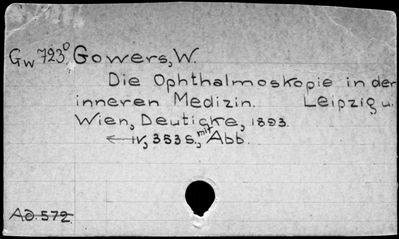 Gw 723° Gowers, W.
Die Ophthalmoskopie in der
inneren Medizin. Leipzig u.
Wien, Deuticke, 1893.
← IV, 353 S., mit Abb.
Ad. 572